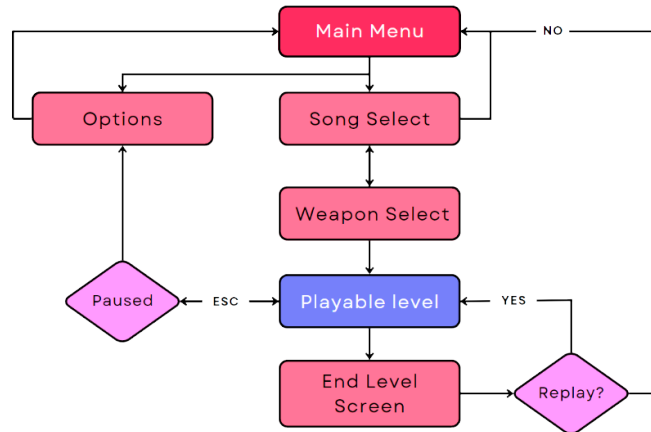 Main Menu
NO
Options
Song Select
Weapon Select
Paused
ESC
Playable level
YES
End Level
Screen
Replay?